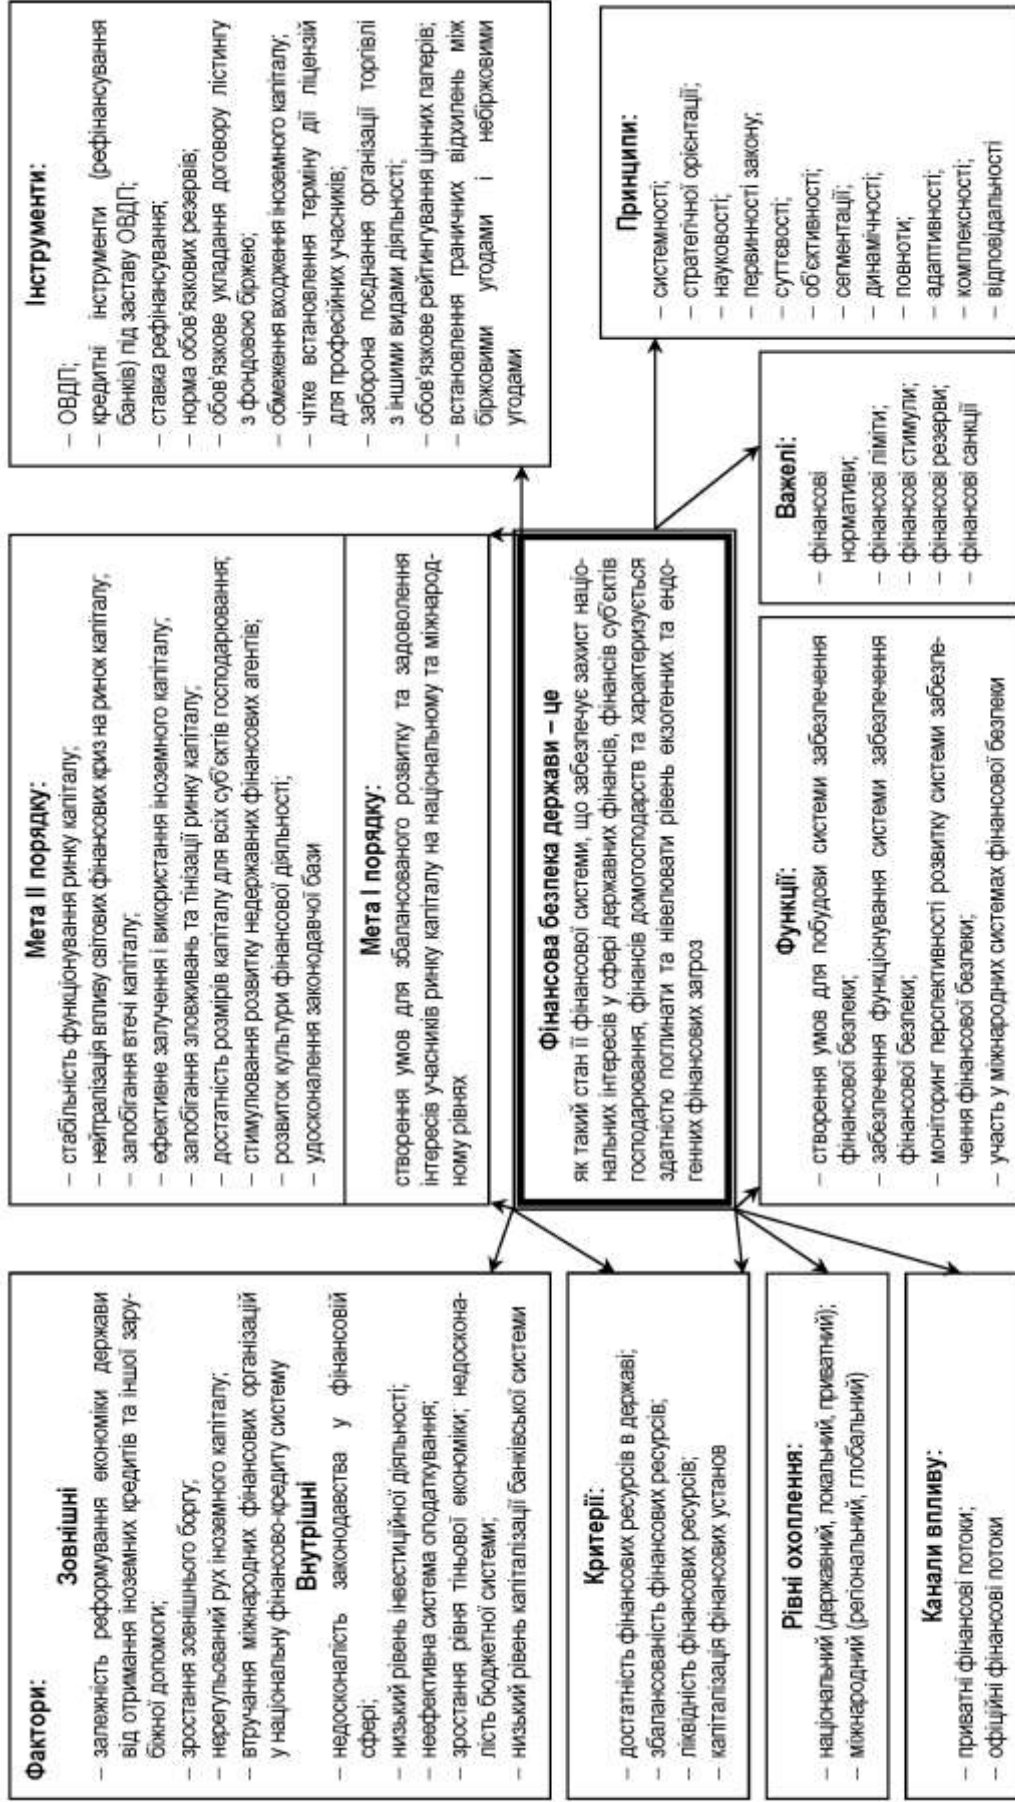 Фактори:
Зовнішні
– залежність реформування економіки держави
від отримання іноземних кредитів та іншої зару-
біжної допомоги;
– зростання зовнішнього боргу;
– нерегульований рух іноземного капіталу;
– втручання міжнародних фінансових організацій
у національну фінансово-кредиту систему
Внутрішні
– недосконалість законодавства у фінансовій
сфері;
– низький рівень інвестиційної діяльності;
– неефективна система оподаткування;
– зростання рівня тіньової економіки; недоскона-
лість бюджетної системи;
– низький рівень капіталізації банківської системи
Мета ІІ порядку:
– стабільність функціонування ринку капіталу;
– нейтралізація впливу світових фінансових криз на ринок капіталу;
– запобігання втечі капіталу;
– ефективне залучення і використання іноземного капіталу;
– запобігання зловживань та тінізації ринку капіталу;
– достатність розмірів капіталу для всіх суб'єктів господарювання;
– стимулювання розвитку недержавних фінансових агентів;
– розвиток культури фінансової діяльності;
– удосконалення законодавчої бази
Мета І порядку:
створення умов для збалансованого розвитку та задоволення
інтересів учасників ринку капіталу на національному та міжнарод-
ному рівнях
Інструменти:
– ОВДП;
– кредитні інструменти (рефінансування
банків) під заставу ОВДП;
– ставка рефінансування;
– норма обов'язкових резервів;
– обов'язкове укладання договору лістингу
з фондовою біржею;
– обмеження входження іноземного капіталу;
– чітке встановлення терміну дії ліцензій
для професійних учасників;
– заборона поєднання організації торгівлі
з іншими видами діяльності;
– обов'язкове рейтингування цінних паперів;
– встановлення граничних відхилень між
біржовими угодами і небіржовими
угодами
Фінансова безпека держави – це
як такий стан її фінансової системи, що забезпечує захист націо-
нальних інтересів у сфері державних фінансів, фінансів суб'єктів
господарювання, фінансів домогосподарств та характеризується
здатністю поглинати та нівелювати рівень екзогенних та ендо-
генних фінансових загроз
Критерії:
– достатність фінансових ресурсів в державі;
– збалансованість фінансових ресурсів;
– ліквідність фінансових ресурсів;
– капіталізація фінансових установ
Рівні охоплення:
– національний (державний, локальний, приватний);
– міжнародний (регіональний, глобальний)
Канали впливу:
– приватні фінансові потоки;
– офіційні фінансові потоки
Функції:
– створення умов для побудови системи забезпечення
фінансової безпеки;
– забезпечення функціонування системи забезпечення
фінансової безпеки;
– моніторинг перспективності розвитку системи забезпе-
чення фінансової безпеки;
– участь у міжнародних системах фінансової безпеки
Важелі:
– фінансові
нормативи;
– фінансові ліміти;
– фінансові стимули;
– фінансові резерви;
– фінансові санкції
Принципи:
– системності;
– стратегічної орієнтації;
– науковості;
– первинності закону;
– суттєвості;
– об'єктивності;
– сегментації;
– динамічності;
– повноти;
– адаптивності;
– комплексності;
– відповідальності